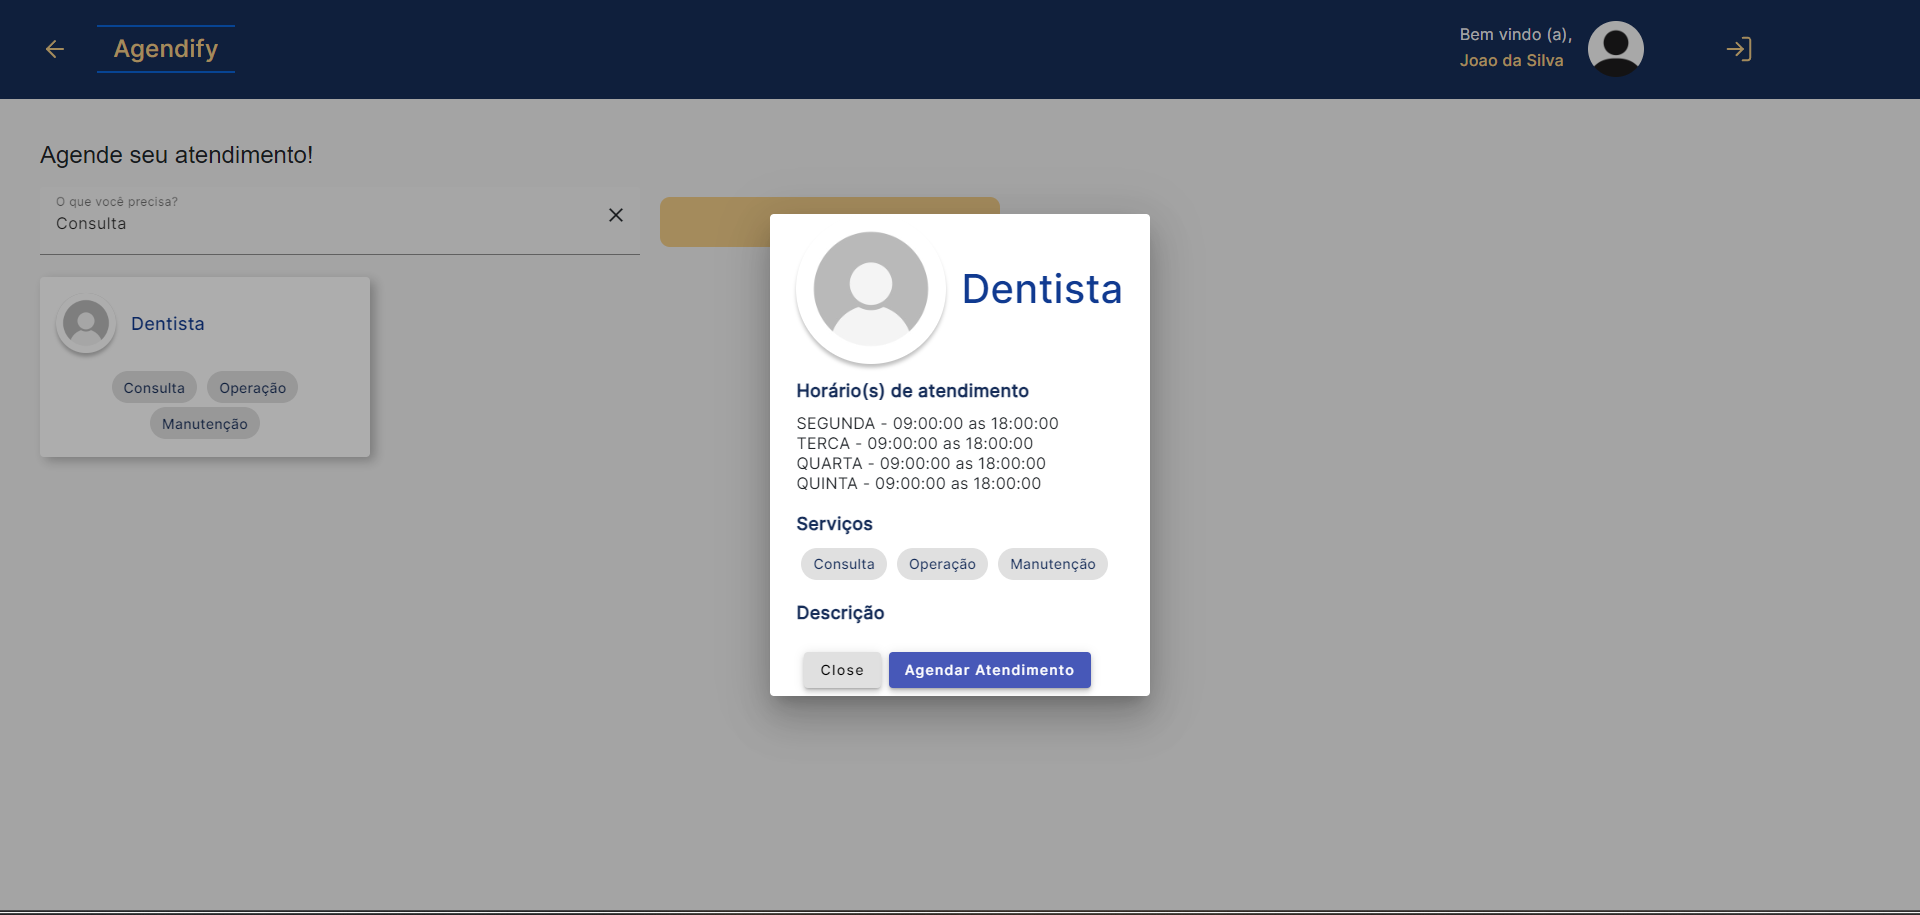 Agendify
Bem vindo (a),
Joao da Silva
Agende seu atendimento!
O que você precisa?
Consulta
Dentista
Consulta
Operação
Manutenção
Dentista
Horário(s) de atendimento
SEGUNDA - 09:00:00 as 18:00:00
TERCA - 09:00:00 as 18:00:00
QUARTA - 09:00:00 as 18:00:00
QUINTA - 09:00:00 as 18:00:00
Serviços
Consulta
Operação
Manutenção
Descrição
Close
Agendar Atendimento